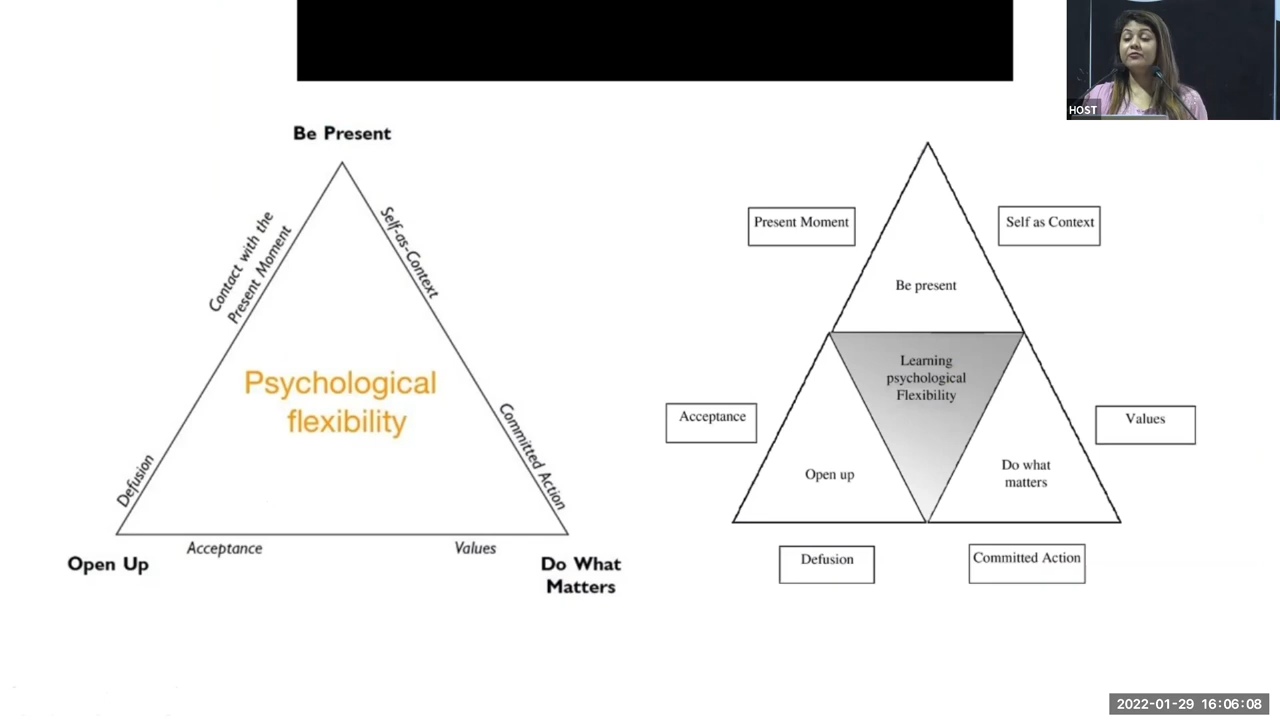 HOST
Be Present
Contact with the
Present Moment
Self-as-Context
Psychological
flexibility
Defusion
Committed Action
Acceptance
Values
Open Up
Do What
Matters
Present Moment
Self as Context
Be present
Learning
psychological
Flexibility
Acceptance
Values
Open up
Do what
matters
Defusion
Committed Action
2022-01-29 16:06:08